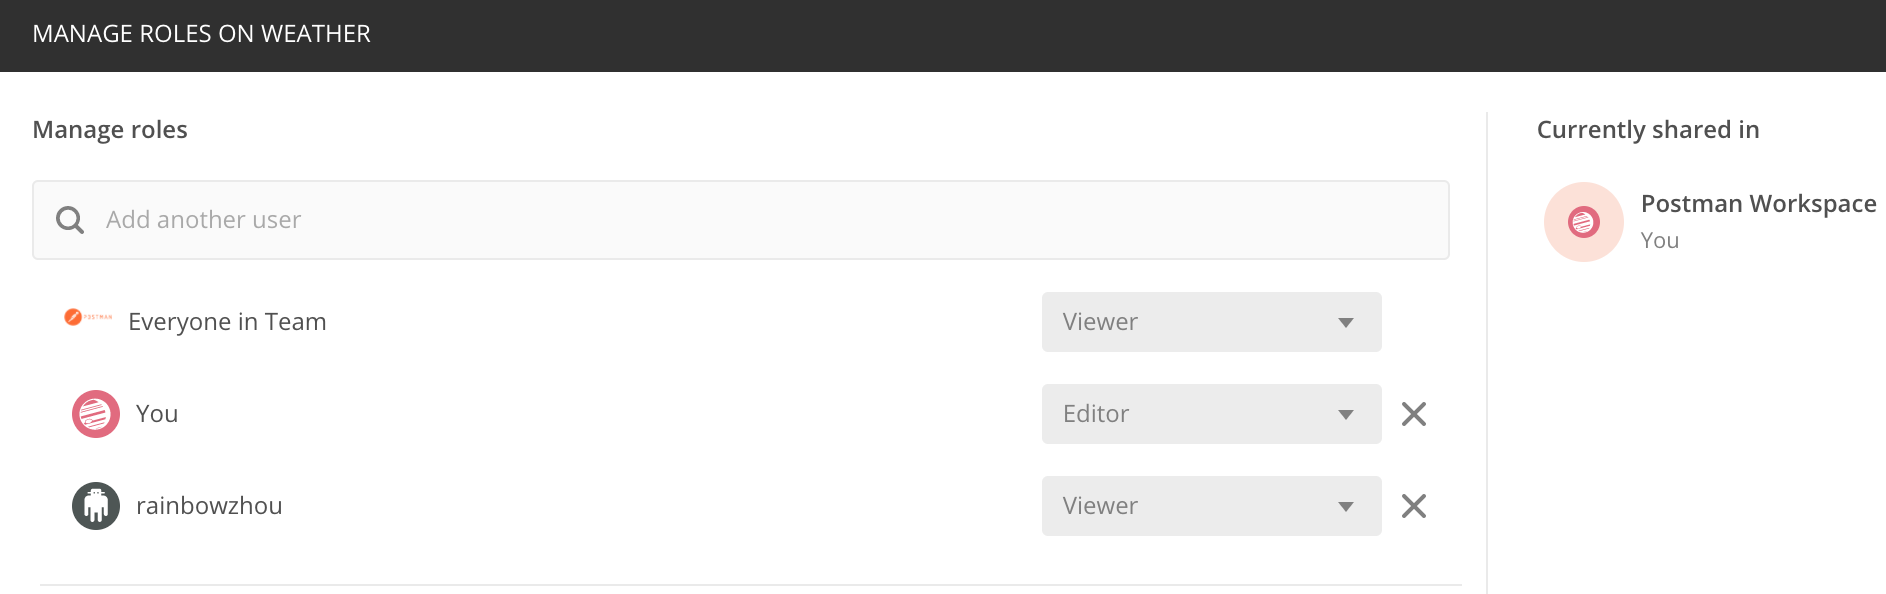 MANAGE ROLES ON WEATHER
Manage roles
Add another user
POSTMAN
Everyone in Team
Viewer
You
Editor
rainbowzhou
Viewer
Currently shared in
Postman Workspace
You